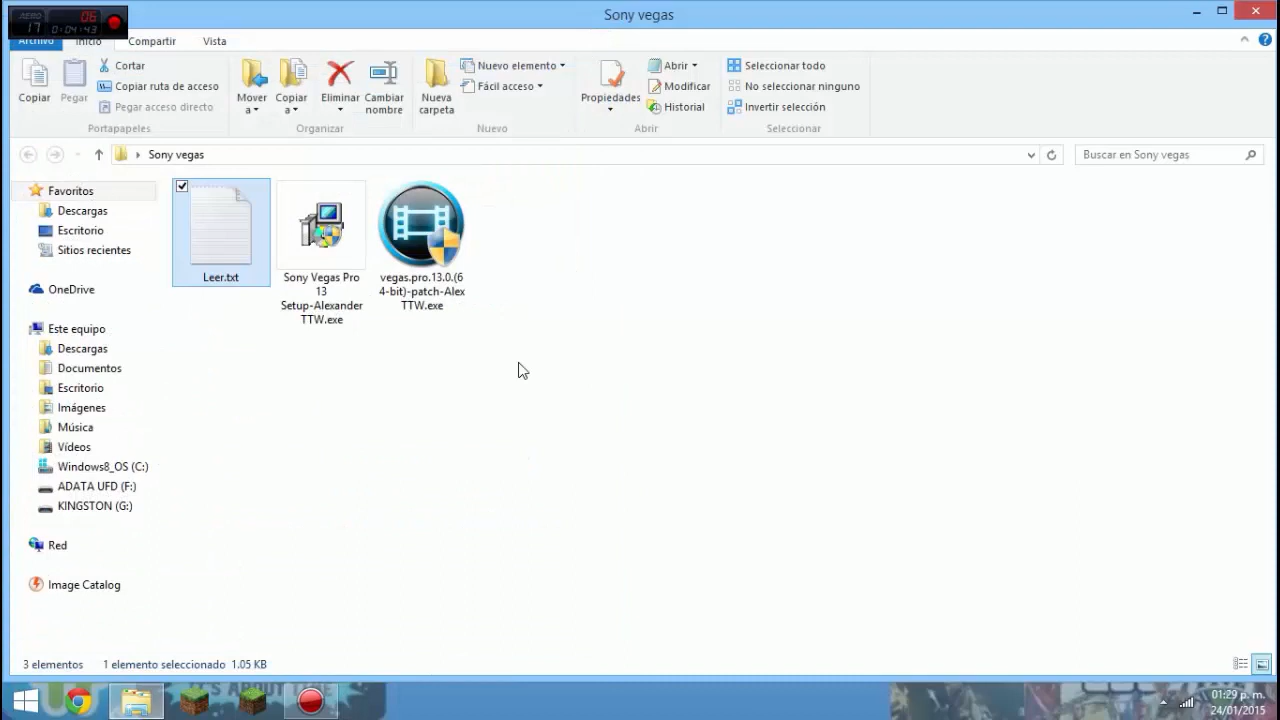 06
17
0:04:43
Sony vegas
Archivo Inicio Compartir Vista
Copiar
Pegar
Cortar
Copiar ruta de acceso
Pegar acceso directo
Portapapeles
Mover a
Copiar a
Eliminar
Cambiar nombre
Organizar
Nueva carpeta
Nuevo elemento
Fácil acceso
Nuevo
Propiedades
Abrir
Modificar
Historial
Abrir
Seleccionar todo
No seleccionar ninguno
Invertir selección
Seleccionar
Sony vegas
Buscar en Sony vegas
Favoritos
Descargas
Escritorio
Sitios recientes
OneDrive
Este equipo
Descargas
Documentos
Escritorio
Imágenes
Música
Vídeos
Windows8_OS (C:)
ADATA UFD (F:)
KINGSTON (G:)
Red
Image Catalog
Leer.txt
Sony Vegas Pro
13
Setup-Alexander
TTW.exe
vegas.pro.13.0.(6
4-bit)-patch-Alex
TTW.exe
3 elementos 1 elemento seleccionado 1.05 KB
01:29 p. m.
24/01/2015